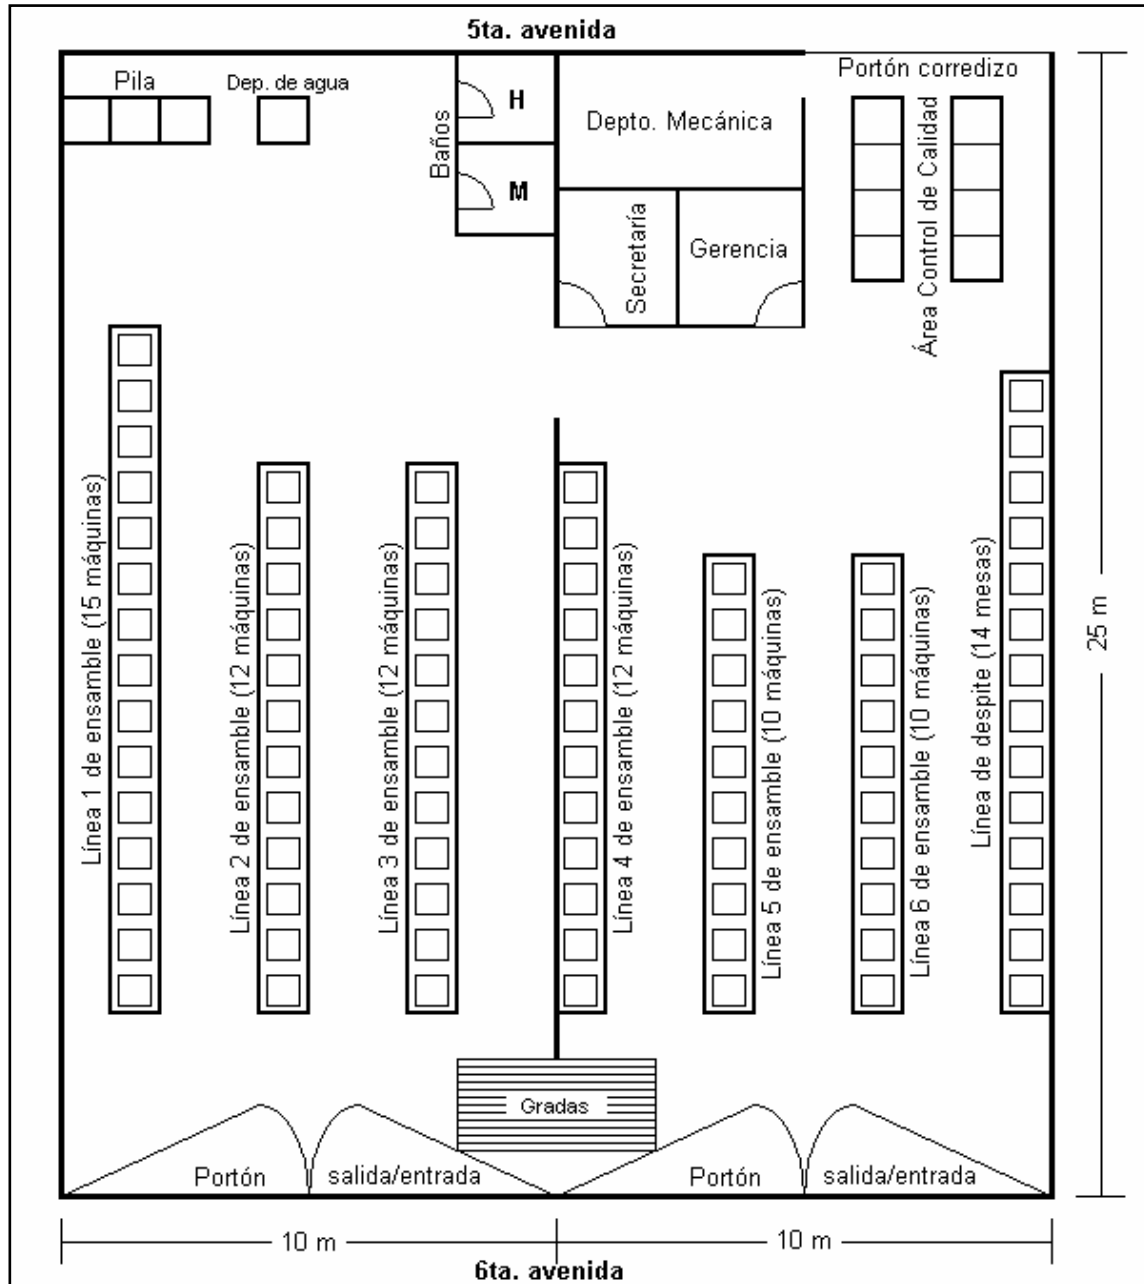 5ta. avenida
Pila
Dep. de agua
Baños
H
M
Depto. Mecánica
Secretaría
Gerencia
Portón corredizo
Área Control de Calidad
Línea 1 de ensamble (15 máquinas)
Línea 2 de ensamble (12 máquinas)
Línea 3 de ensamble (12 máquinas)
Línea 4 de ensamble (12 máquinas)
Línea 5 de ensamble (10 máquinas)
Línea 6 de ensamble (10 máquinas)
Línea de despite (14 mesas)
25 m
Gradas
Portón salida/entrada
Portón salida/entrada
10 m
10 m
6ta. avenida